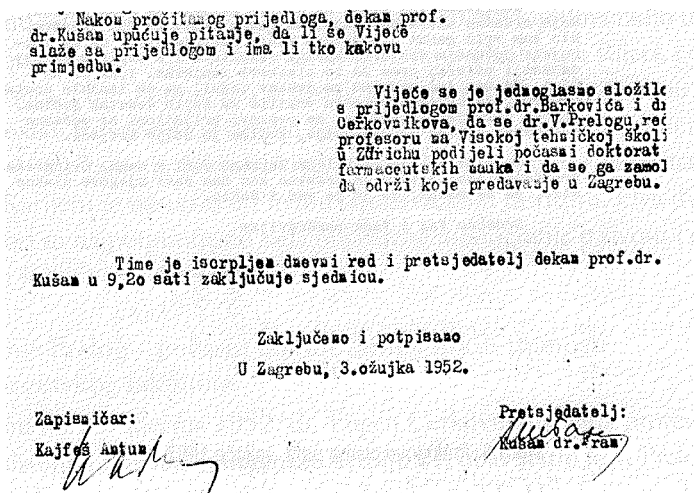 Nakon pročitanog prijedloga, dekan prof.
dr.Kušan upućuje pitanje, da li se Vijeće
slaže sa prijedlogom i ima li tko kakovu
primjedbu.
Vijeće se je jednoglasno složilo
s prijedlogom prof.dr.Barkovića i dr
Cerkovnikova, da se dr.V.Prelogu,red
profesoru na Visokoj tehničkoj školi
u Zürichu podijeli počasni doktorat
farmaceutskih nauka i da se ga zamol
da održi koje predavanje u Zagrebu.
Time je iscrpljen dnevni red i pretsjedatelj dekan prof.dr.
Kušan u 9,2o sati zaključuje sjednicu.
Zaključeno i potpisano
U Zagrebu, 3.ožujka 1952.
Zapisničar:
Pretsjedatelj:
Kajfeš Antun
Kušan dr.Fran